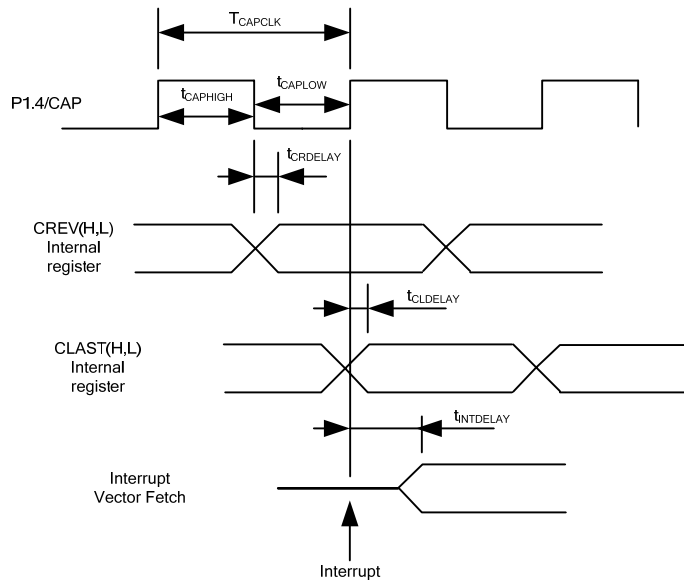 TCAPCLK
P1.4/CAP
tCAPHIGH
tCAPLOW
tCRDELAY
CREV(H,L)
Internal
register
tCLDELAY
CLAST(H,L)
Internal
register
tINTDELAY
Interrupt
Vector Fetch
Interrupt